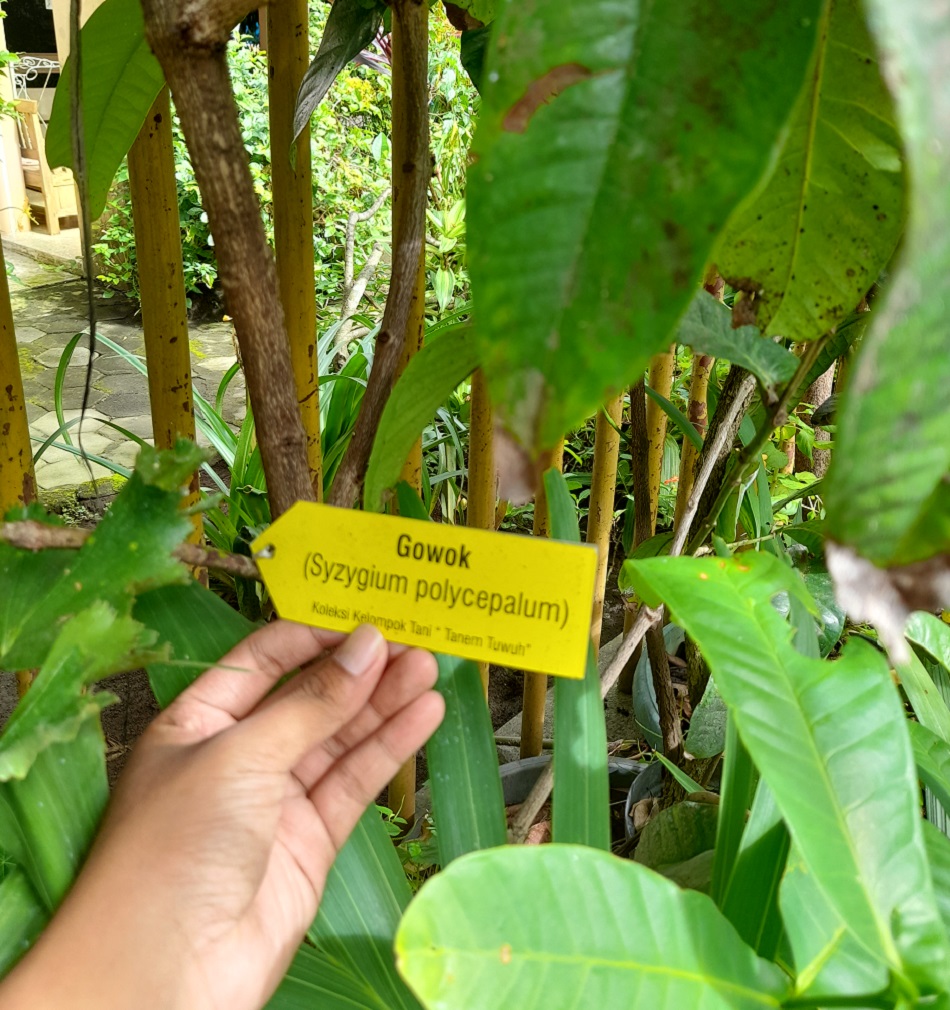 Gowok
(Syzygium polycepalum)
Koleksi Kelompok Tani " Tanem Tuwuh"